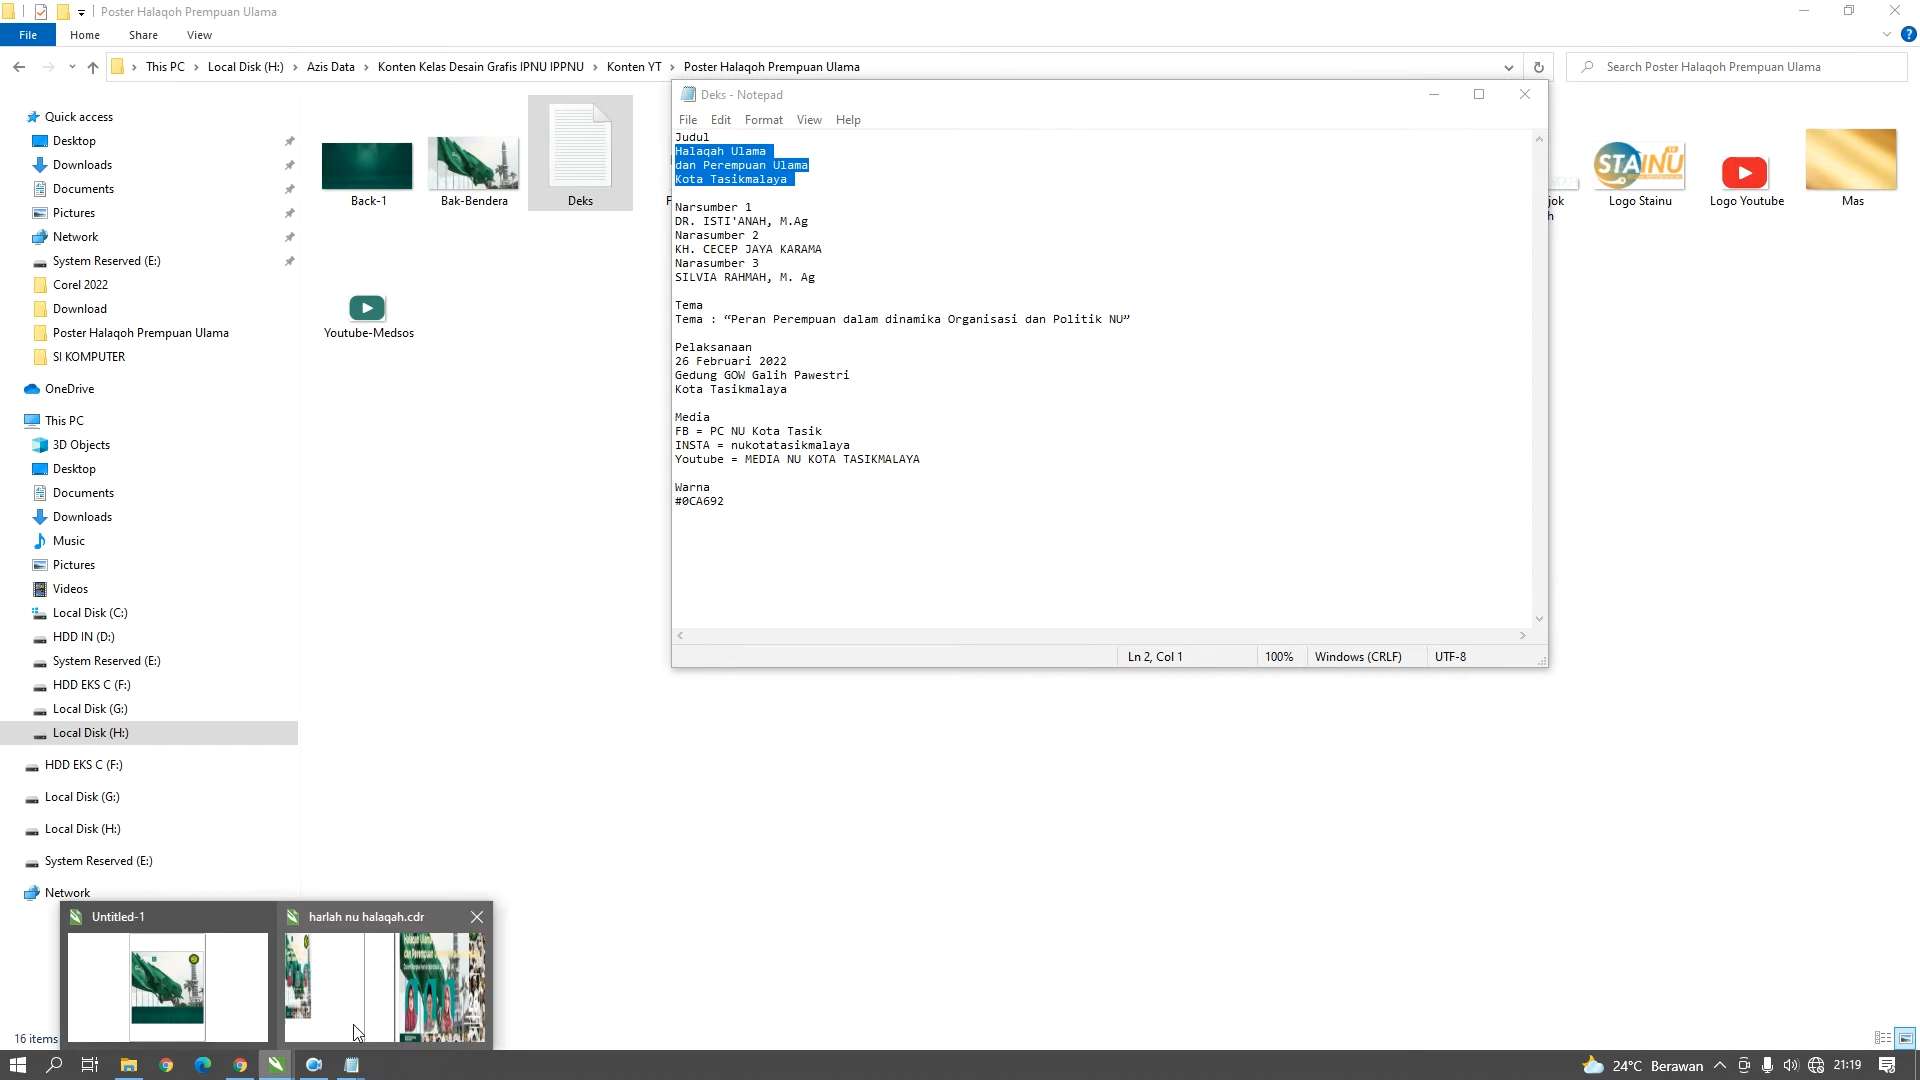 Poster Halaqoh Prempuan Ulama
File
Home
Share
View
This PC
Local Disk (H:)
Azis Data
Konten Kelas Desain Grafis IPNU IPPNU
Konten YT
Poster Halaqoh Prempuan Ulama
Search Poster Halaqoh Prempuan Ulama
Quick access
Desktop
Downloads
Documents
Pictures
Network
System Reserved (E:)
Corel 2022
Download
Poster Halaqoh Prempuan Ulama
SI KOMPUTER
OneDrive
This PC
3D Objects
Desktop
Documents
Downloads
Music
Pictures
Videos
Local Disk (C:)
HDD IN (D:)
System Reserved (E:)
HDD EKS C (F:)
Local Disk (G:)
Local Disk (H:)
HDD EKS C (F:)
Local Disk (G:)
Local Disk (H:)
System Reserved (E:)
Network
16 items
Back-1
Bak-Bendera
Deks
Youtube-Medsos
STAINU
Logo Stainu
Logo Youtube
Mas
Deks - Notepad
File
Edit
Format
View
Help
Judul
Halaqah Ulama
dan Perempuan Ulama
Kota Tasikmalaya
Narsumber 1
DR. ISTI'ANAH, M.Ag
Narasumber 2
KH. CECEP JAYA KARAMA
Narasumber 3
SILVIA RAHMAH, M. Ag
Tema
Tema : “Peran Perempuan dalam dinamika Organisasi dan Politik NU”
Pelaksanaan
26 Februari 2022
Gedung GOW Galih Pawestri
Kota Tasikmalaya
Media
FB = PC NU Kota Tasik
INSTA = nukotatasikmalaya
Youtube = MEDIA NU KOTA TASIKMALAYA
Warna
#0CA692
Ln 2, Col 1
100%
Windows (CRLF)
UTF-8
Untitled-1
harlah nu halaqah.cdr
Halaqah Ulama
dan Perempuan
24°C Berawan
21:19